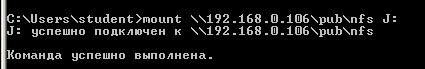 C:\Users\student>mount \\192.168.0.106\pub\nfs J:
J: успешно подключен к \\192.168.0.106\pub\nfs
Команда успешно выполнена.